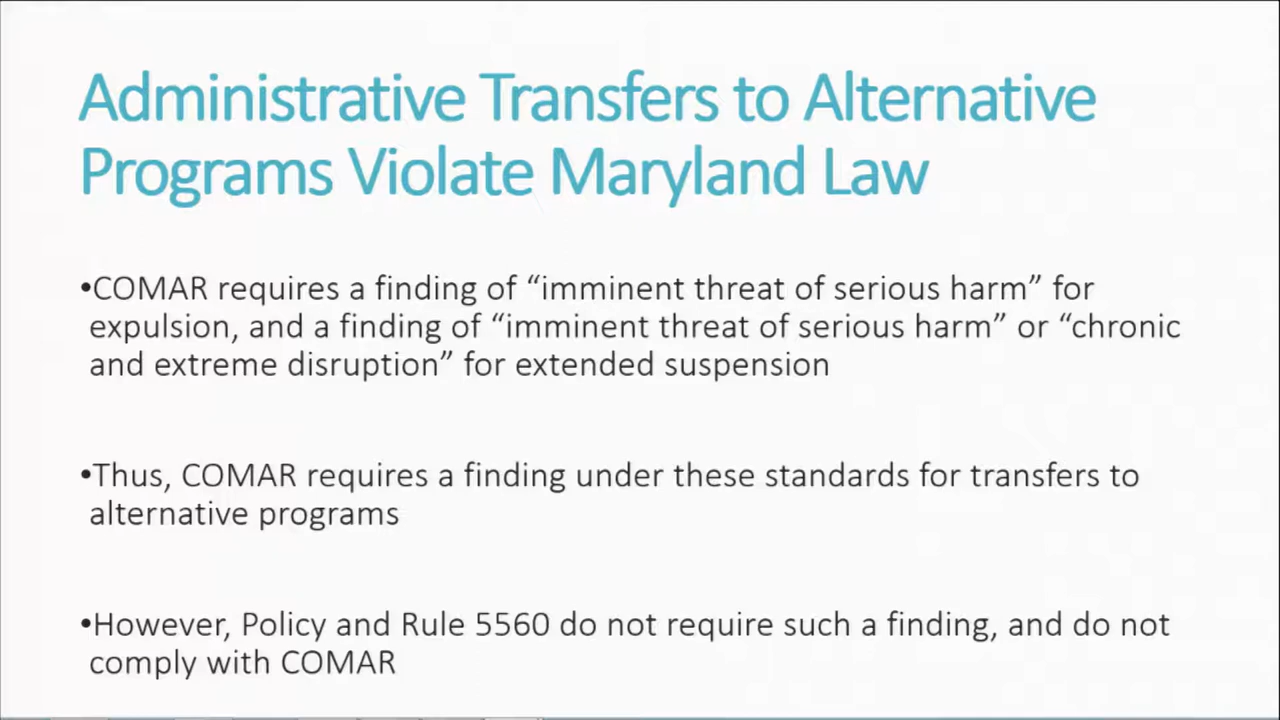 Administrative Transfers to Alternative
Programs Violate Maryland Law
•COMAR requires a finding of “imminent threat of serious harm” for
expulsion, and a finding of “imminent threat of serious harm” or “chronic
and extreme disruption” for extended suspension
•Thus, COMAR requires a finding under these standards for transfers to
alternative programs
•However, Policy and Rule 5560 do not require such a finding, and do not
comply with COMAR